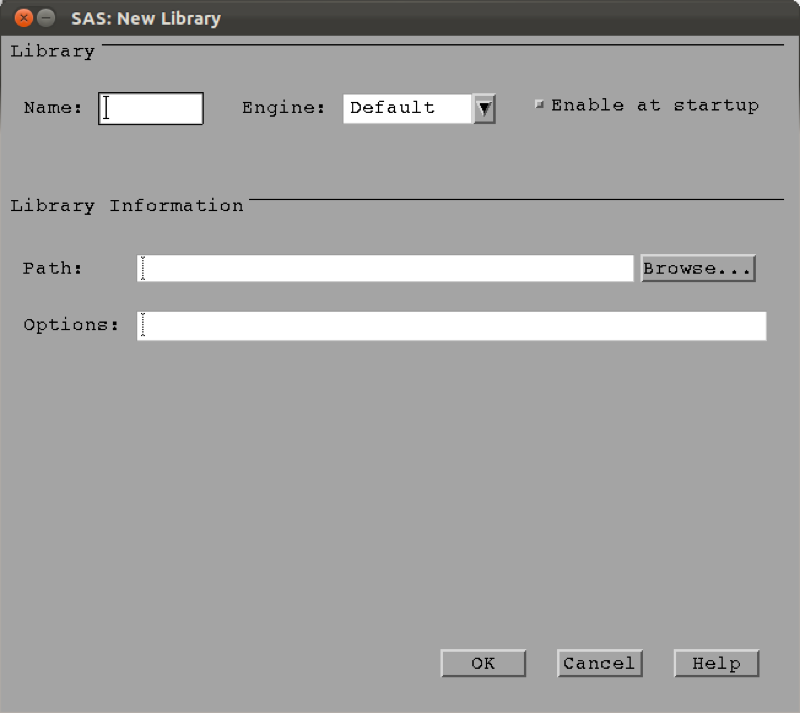 SAS: New Library
Library
Name: Engine: Default Enable at startup
Library Information
Path: Browse...
Options:
OK Cancel Help